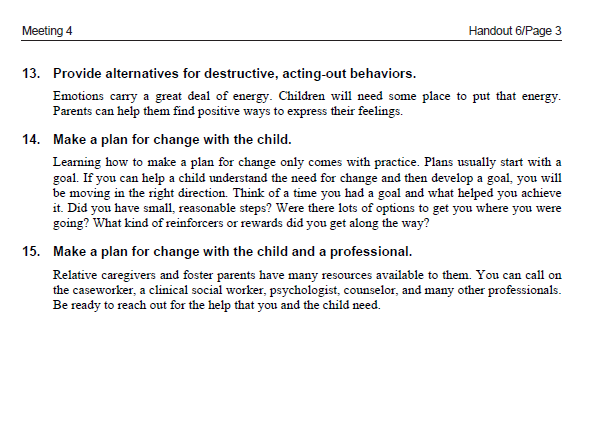 Meeting 4 Handout 6/Page 3
13. Provide alternatives for destructive, acting-out behaviors.
Emotions carry a great deal of energy. Children will need some place to put that energy.
Parents can help them find positive ways to express their feelings.
14. Make a plan for change with the child.
Learning how to make a plan for change only comes with practice. Plans usually start with a
goal. If you can help a child understand the need for change and then develop a goal, you will
be moving in the right direction. Think of a time you had a goal and what helped you achieve
it. Did you have small, reasonable steps? Were there lots of options to get you where you were
going? What kind of reinforcers or rewards did you get along the way?
15. Make a plan for change with the child and a professional.
Relative caregivers and foster parents have many resources available to them. You can call on
the caseworker, a clinical social worker, psychologist, counselor, and many other professionals.
Be ready to reach out for the help that you and the child need.